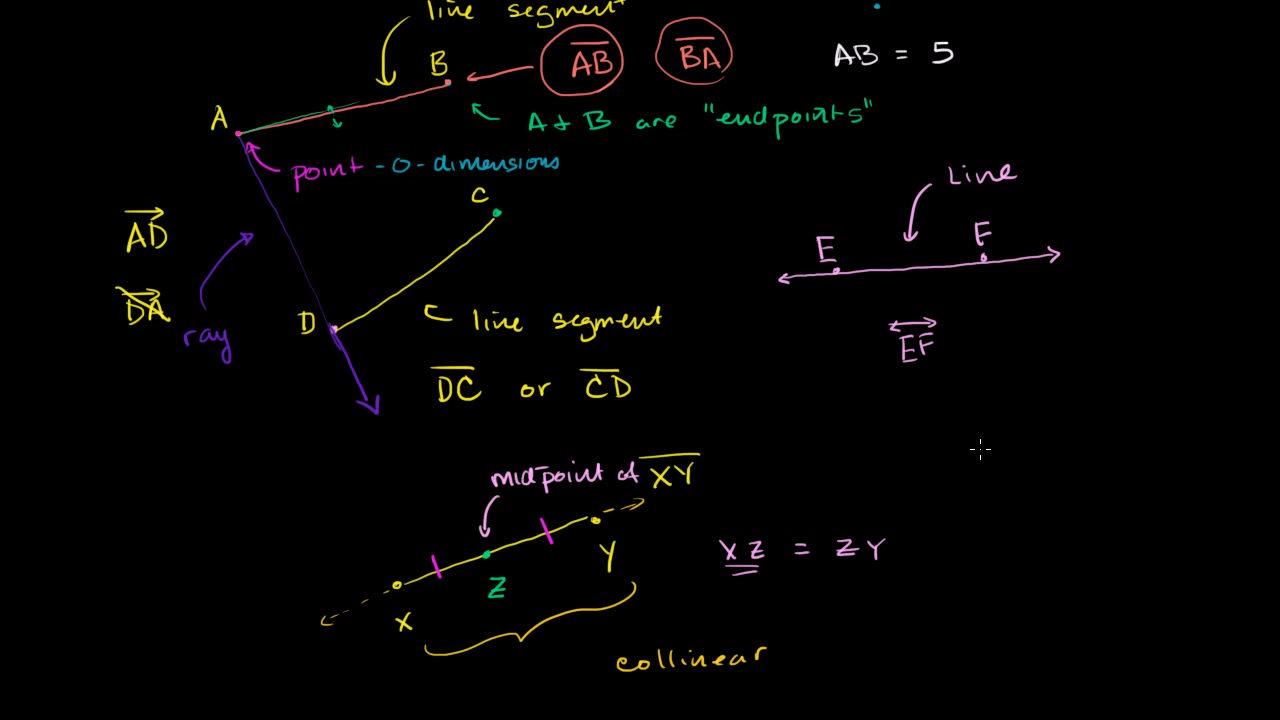 line segment
B
AB
BA
AB = 5
A
A + B are "endpoints"
point - 0 - dimensions
Line
C
AD
E
F
DA
D
line segment
ray
EF
DC or CD
midpoint of XY
XZ = ZY
Y
Z
X
collinear